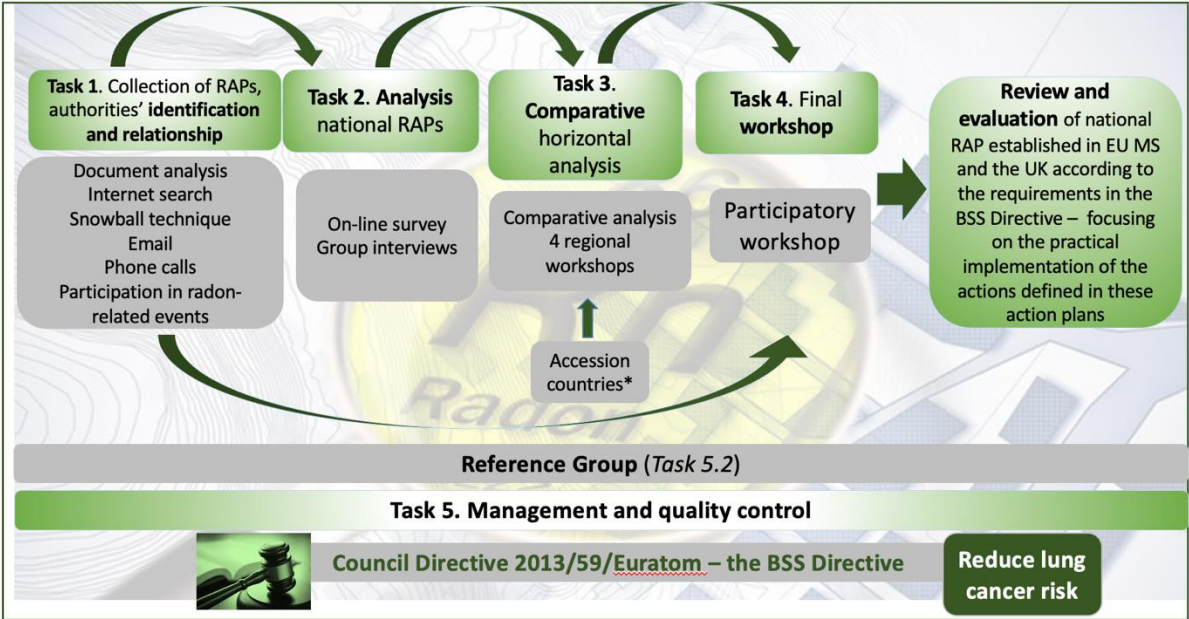 Task 1. Collection of RAPs,
authorities’ identification
and relationship
Document analysis
Internet search
Snowball technique
Email
Phone calls
Participation in radon-
related events
Task 2. Analysis
national RAPs
On-line survey
Group interviews
Task 3.
Comparative
horizontal
analysis
Comparative analysis
4 regional
workshops
Accession
countries*
Task 4. Final
workshop
Participatory
workshop
Review and
evaluation of national
RAP established in EU MS
and the UK according to
the requirements in the
BSS Directive – focusing
on the practical
implementation of the
actions defined in these
action plans
86
Rn
Radon
Reference Group (Task 5.2)
Task 5. Management and quality control
Council Directive 2013/59/Euratom – the BSS Directive
Reduce lung
cancer risk